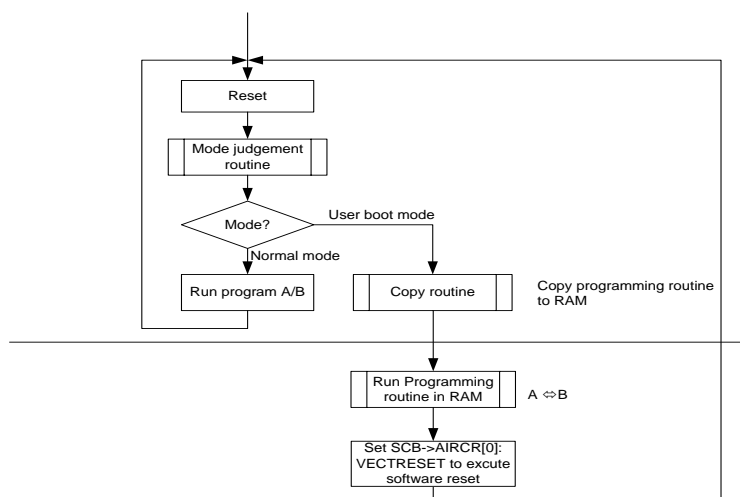 Reset
Mode judgement
routine
Mode?
User boot mode
Normal mode
Run program A/B
Copy routine
Copy programming routine
to RAM
Run Programming
routine in RAM
A ⇔B
Set SCB->AIRCR[0]:
VECTRESET to excute
software reset